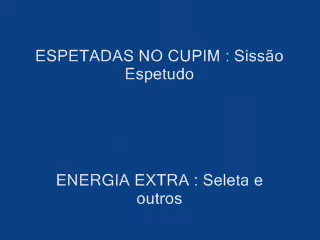 ESPETADAS NO CUPIM : Sissão
Espetudo
ENERGIA EXTRA : Seleta e
outros